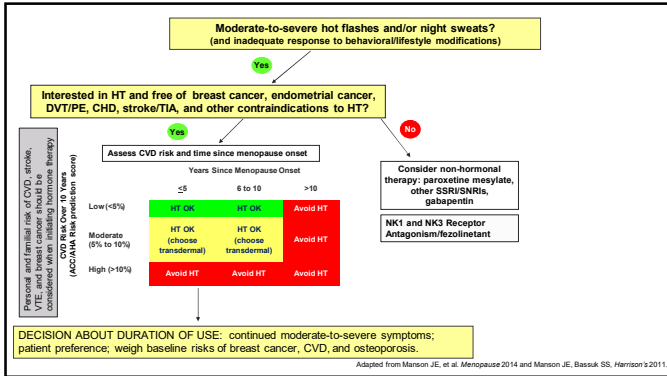 Moderate-to-severe hot flashes and/or night sweats?
(and inadequate response to behavioral/lifestyle modifications)
Yes
Interested in HT and free of breast cancer, endometrial cancer,
DVT/PE, CHD, stroke/TIA, and other contraindications to HT?
Yes
No
Assess CVD risk and time since menopause onset
Consider non-hormonal
therapy: paroxetine mesylate,
other SSRI/SNRIs,
gabapentin
NK1 and NK3 Receptor
Antagonism/fezolinetant
Personal and familial risk of CVD, stroke,
VTE, and breast cancer should be
considered when initiating hormone therapy
CVD Risk Over 10 Years
(ACC/AHA Risk prediction score)
Years Since Menopause Onset
<5 6 to 10 >10
Low (<5%) HT OK HT OK Avoid HT
Moderate
(5% to 10%)
HT OK
(choose
transdermal)
HT OK
(choose
transdermal)
Avoid HT
High (>10%) Avoid HT Avoid HT Avoid HT
DECISION ABOUT DURATION OF USE: continued moderate-to-severe symptoms;
patient preference; weigh baseline risks of breast cancer, CVD, and osteoporosis.
Adapted from Manson JE, et al. Menopause 2014 and Manson JE, Bassuk SS, Harrison's 2011.